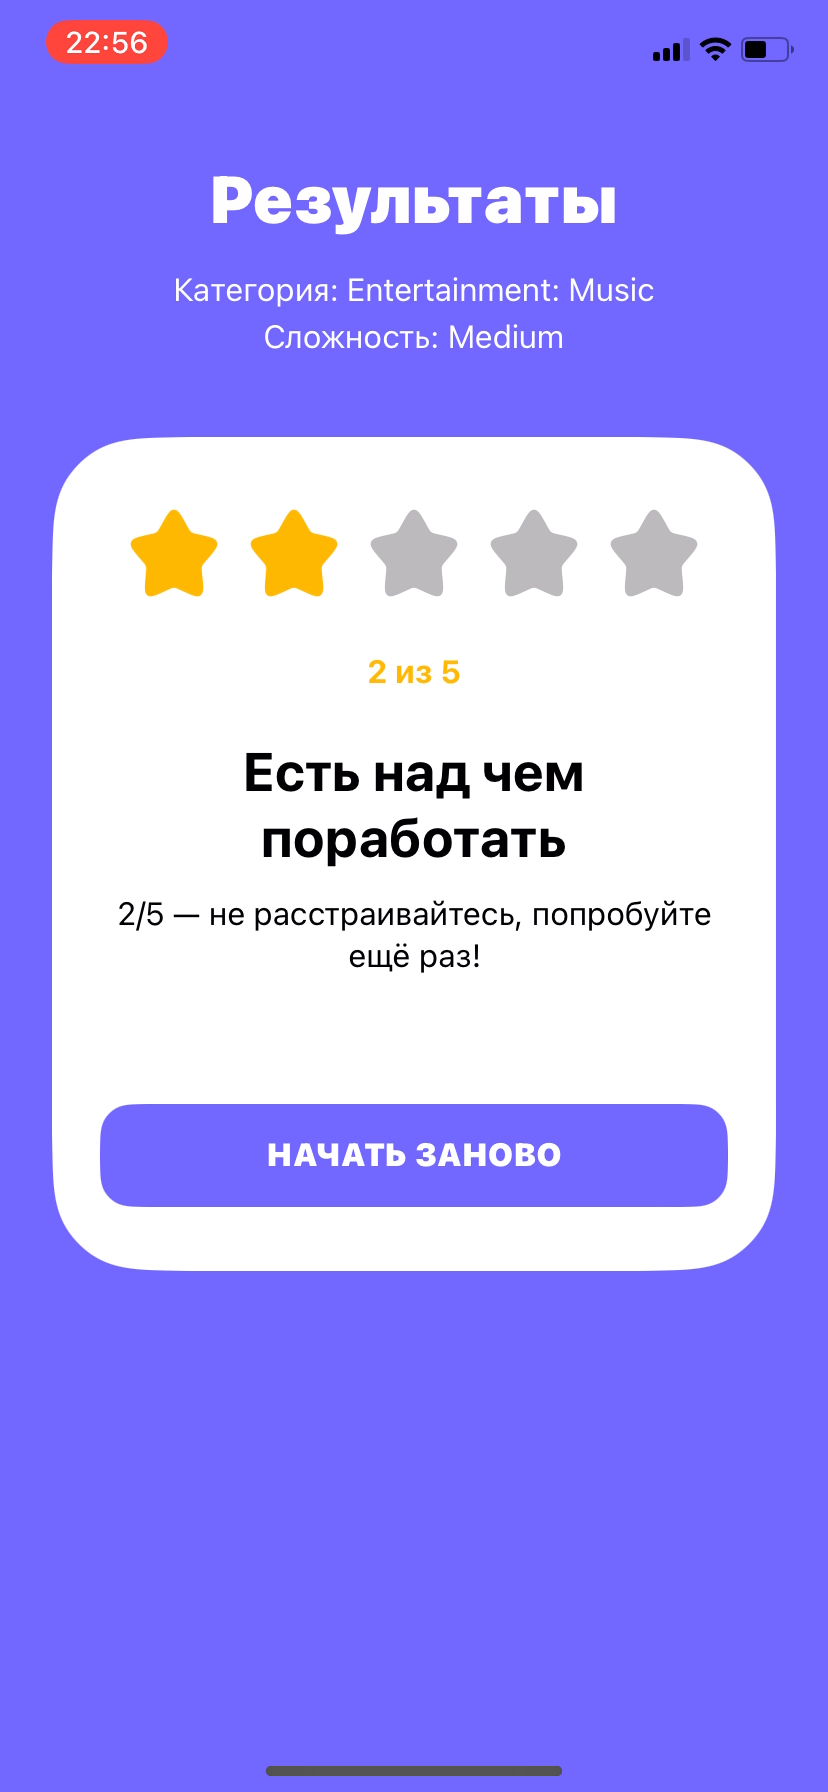 22:56
Результаты
Категория: Entertainment: Music
Сложность: Medium
2 из 5
Есть над чем
поработать
2/5 — не расстраивайтесь, попробуйте
ещё раз!
НАЧАТЬ ЗАНОВО